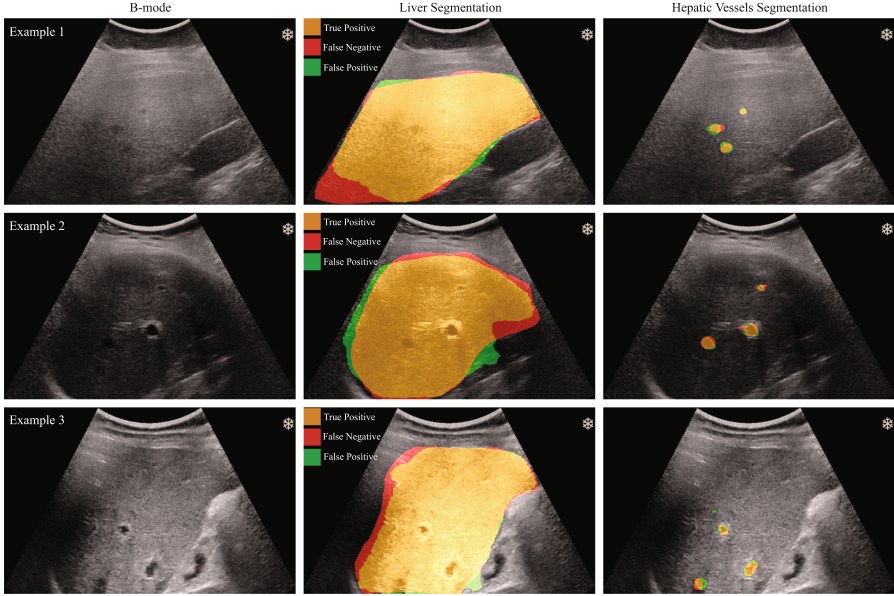 B-mode
Liver Segmentation
Hepatic Vessels Segmentation
Example 1
True Positive
False Negative
False Positive
Example 2
True Positive
False Negative
False Positive
Example 3
True Positive
False Negative
False Positive